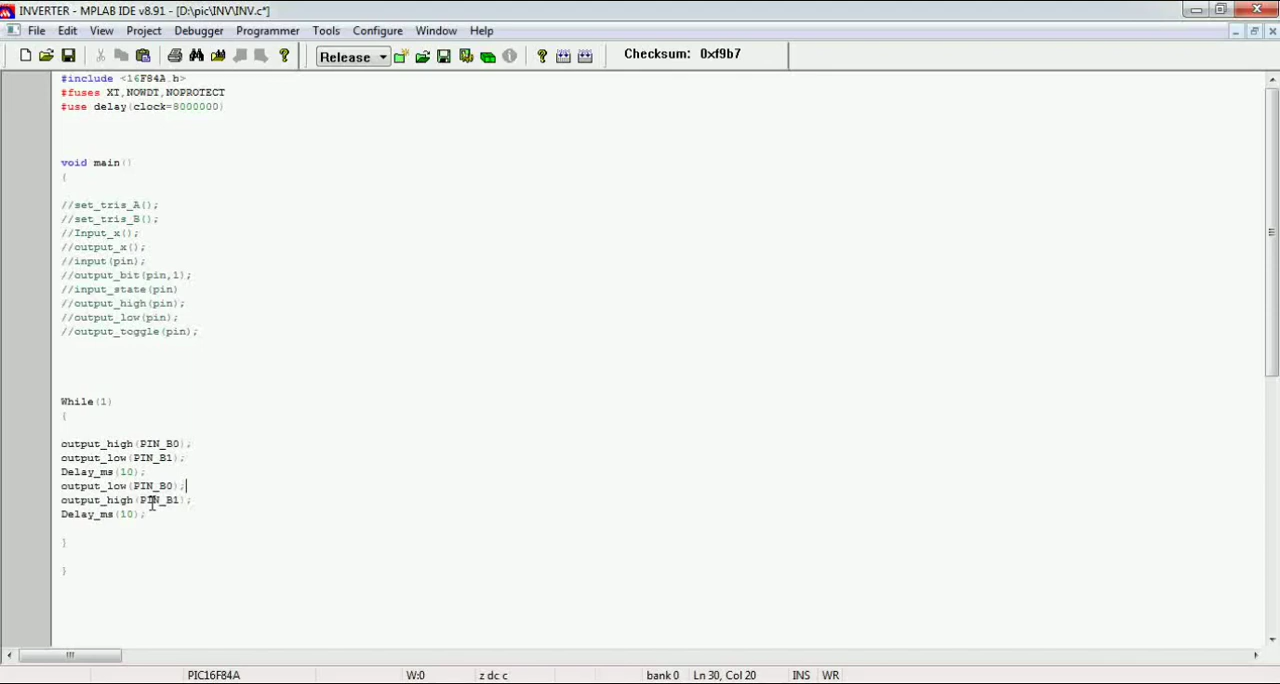 INVERTER - MPLAB IDE v8.91 - [D:\pic\INV\INV.c*]
File Edit View Project Debugger Programmer Tools Configure Window Help
Release Checksum: 0xf9b7
#include <16F84A.h>
#fuses XT,NOWDT,NOPROTECT
#use delay(clock=8000000)
void main()
{
//set_tris_A();
//set_tris_B();
//Input_x();
//output_x();
//input(pin);
//output_bit(pin,1);
//input_state(pin)
//output_high(pin);
//output_low(pin);
//output_toggle(pin);
While(1)
{
output_high(PIN_B0);
output_low(PIN_B1);
Delay_ms(10);
output_low(PIN_B0);
output_high(PIN_B1);
Delay_ms(10);
}
}
PIC16F84A W:0 z dc c bank 0 Ln 30, Col 20 INS WR